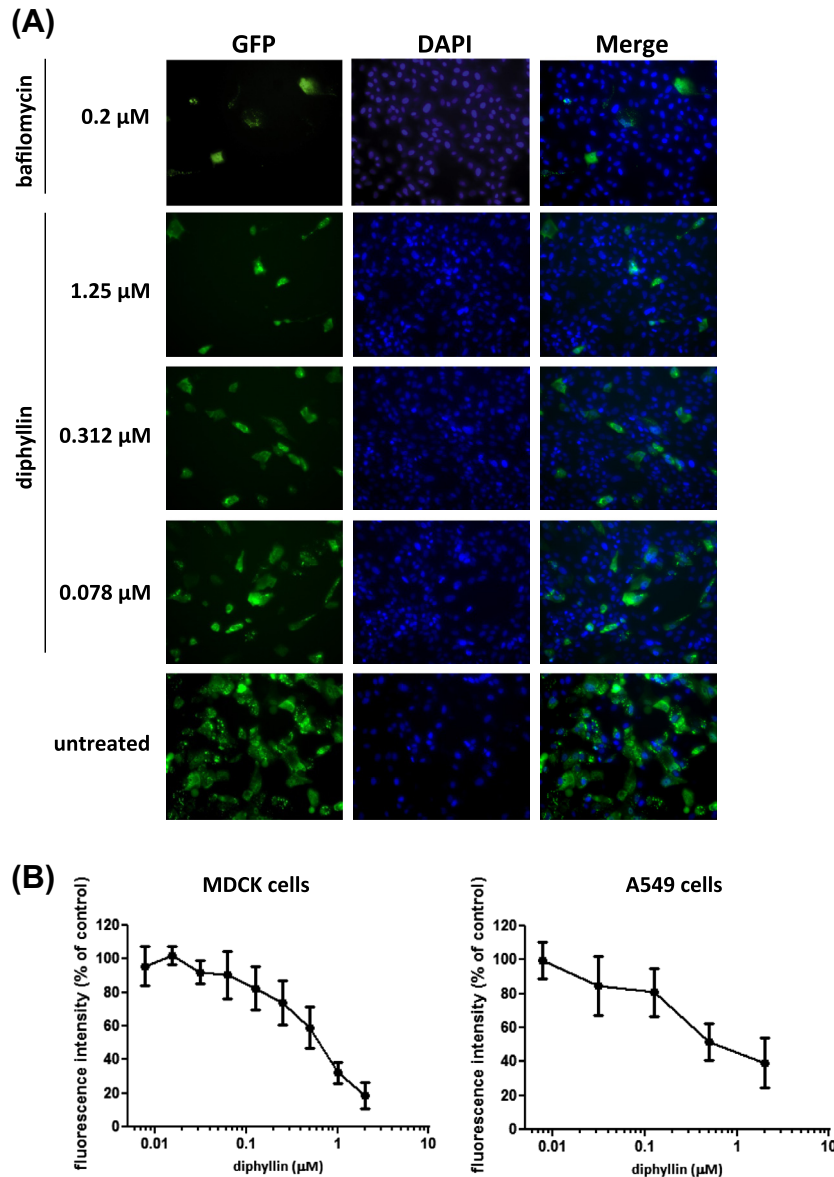 (A)
GFP DAPI Merge
bafilomycin
0.2 µM
diphyllin
1.25 µM
0.312 µM
0.078 µM
untreated
(B)
MDCK cells
fluorescence intensity (% of control)
120
100
80
60
40
20
0
0.01 0.1 1 10
diphyllin (µM)
A549 cells
fluorescence intensity (% of control)
120
100
80
60
40
20
0
0.01 0.1 1 10
diphyllin (µM)